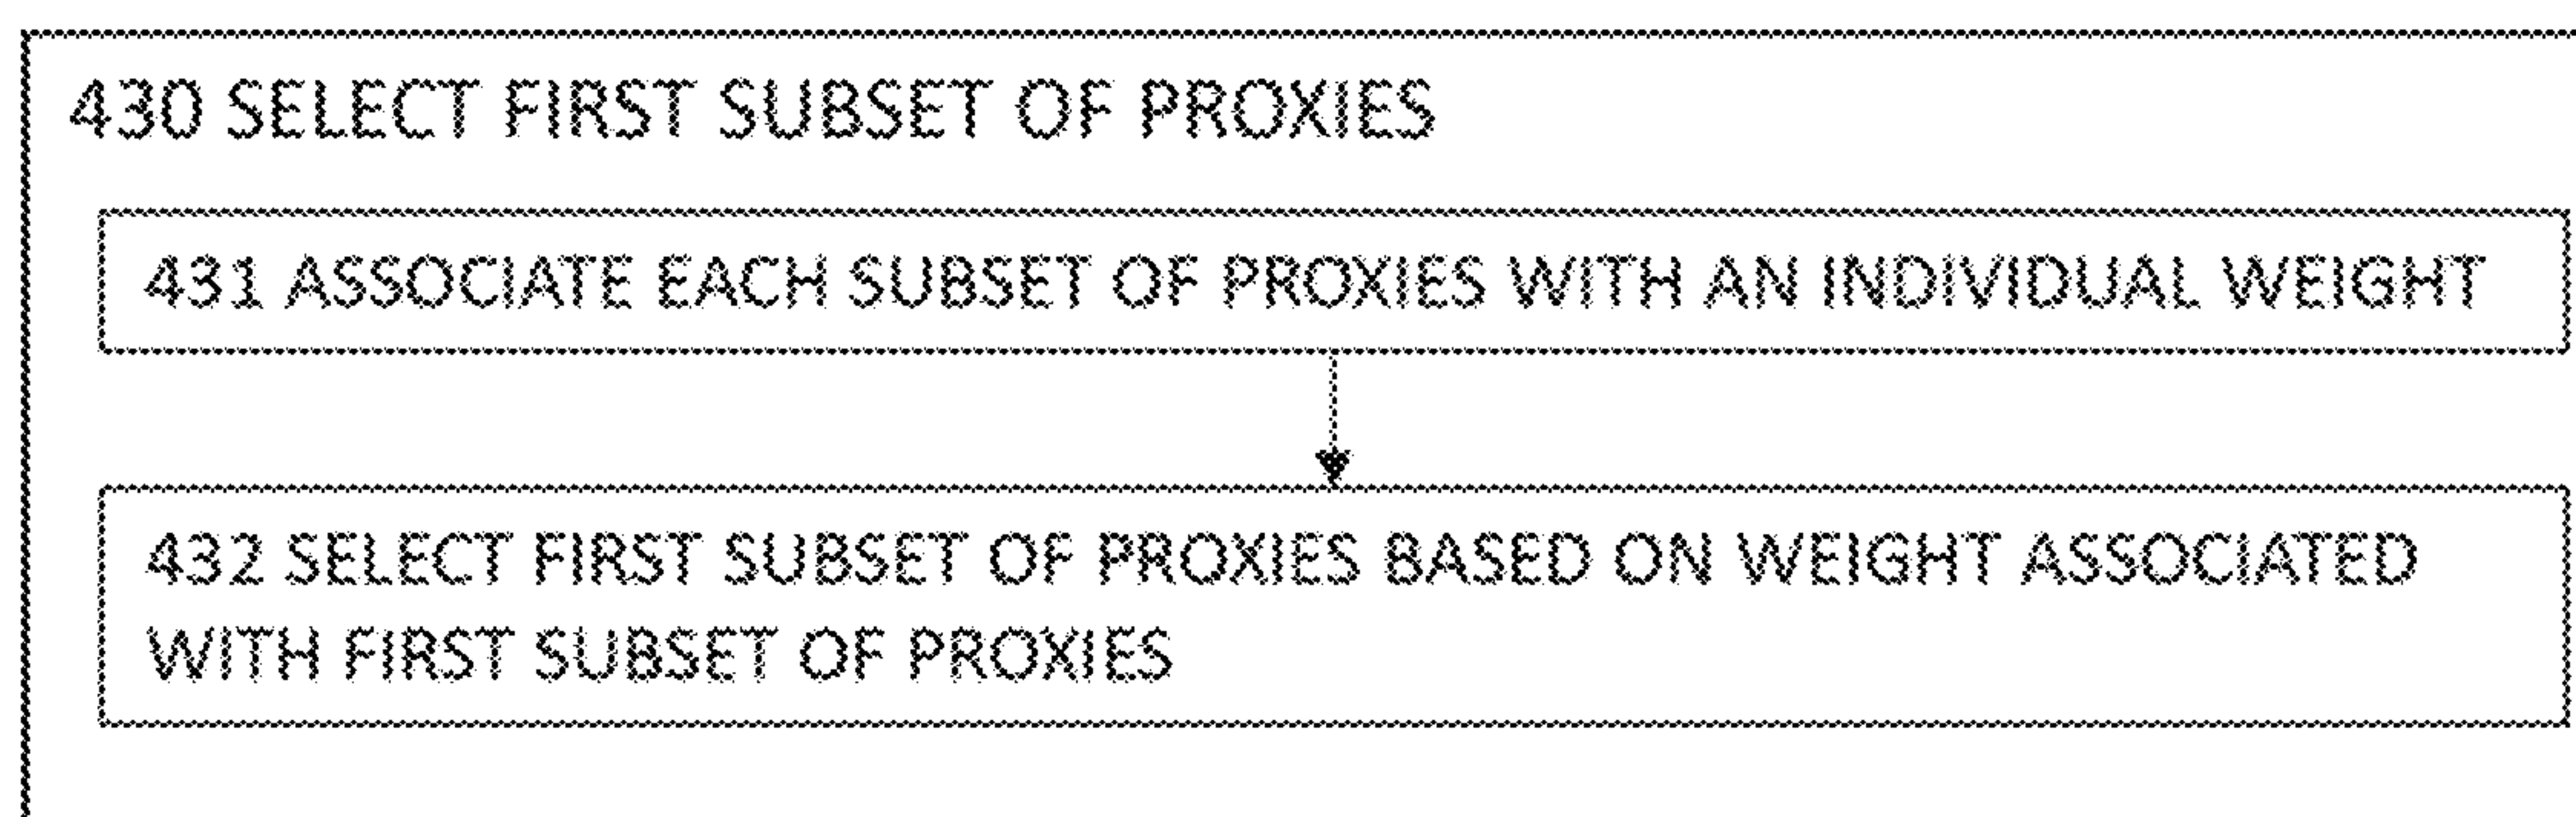 430 SELECT FIRST SUBSET OF PROXIES
431 ASSOCIATE EACH SUBSET OF PROXIES WITH AN INDIVIDUAL WEIGHT
432 SELECT FIRST SUBSET OF PROXIES BASED ON WEIGHT ASSOCIATED
WITH FIRST SUBSET OF PROXIES